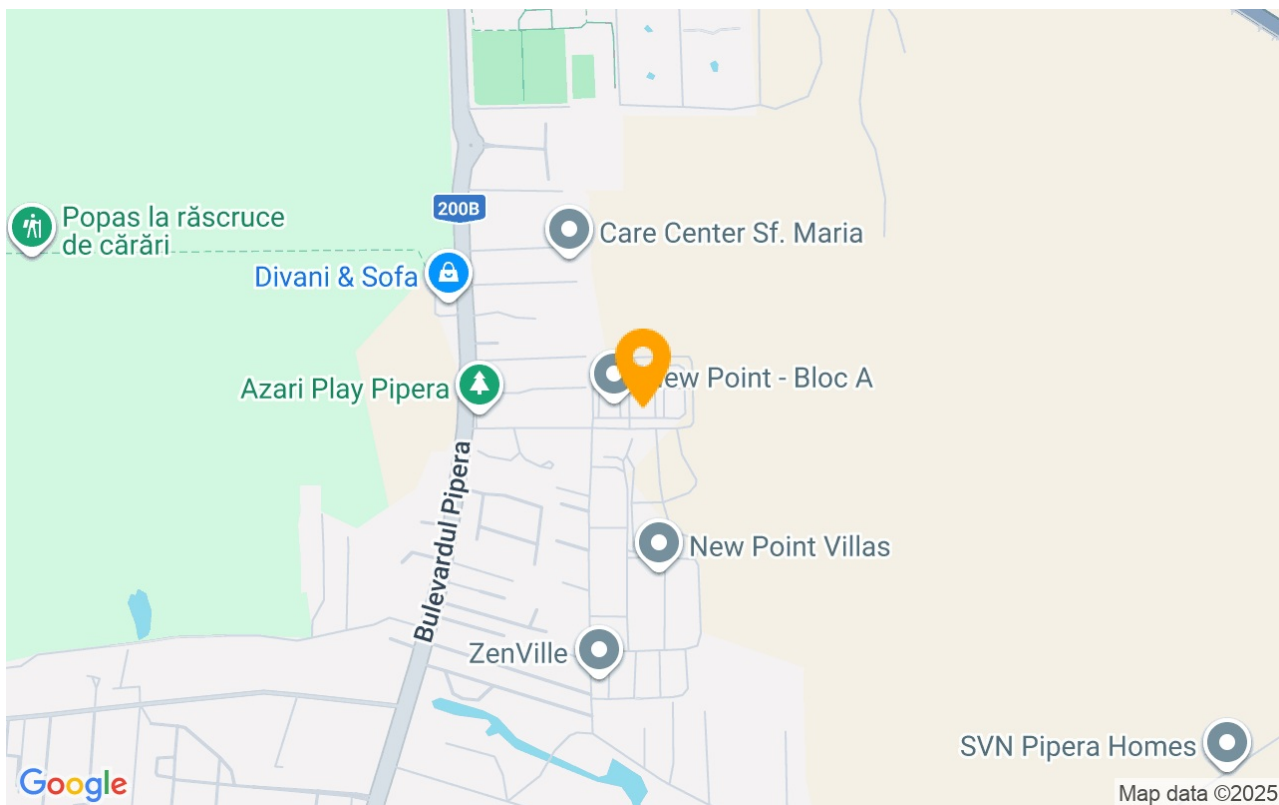 200B
Popas la răscruce
de cărări
Care Center Sf. Maria
Divani & Sofa
ew Point - Bloc A
Azari Play Pipera
Bulevardul Pipera
New Point Villas
ZenVille
SVN Pipera Homes
Google
Map data ©2025